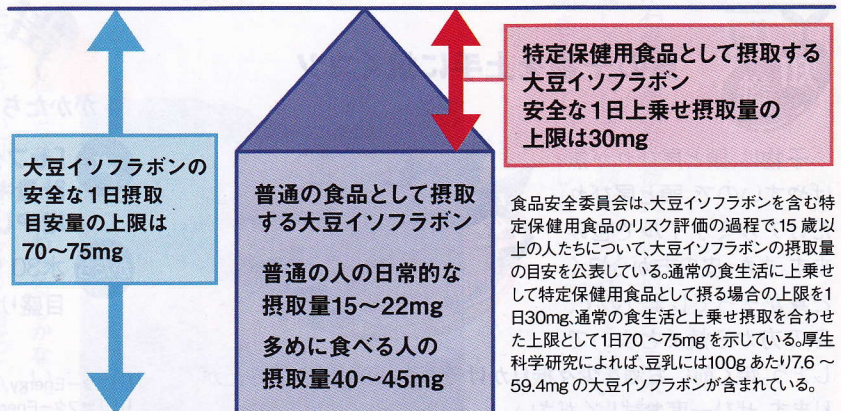 特定保健用食品として摂取する
大豆イソフラボン
安全な1日上乗せ摂取量の
上限は30mg
大豆イソフラボンの
安全な1日摂取
目安量の上限は
70〜75mg
普通の食品として摂取
する大豆イソフラボン
普通の人の日常的な
摂取量15〜22mg
多めに食べる人の
摂取量40〜45mg
食品安全委員会は、大豆イソフラボンを含む特
定保健用食品のリスク評価の過程で、15歳以
上の人たちについて、大豆イソフラボンの摂取量
の目安を公表している。通常の食生活に上乗せ
して特定保健用食品として摂る場合の上限を1
日30mg、通常の食生活と上乗せ摂取を合わせ
た上限として1日70〜75mgを示している。厚生
科学研究によれば、豆乳には100gあたり7.6〜
59.4mgの大豆イソフラボンが含まれている。